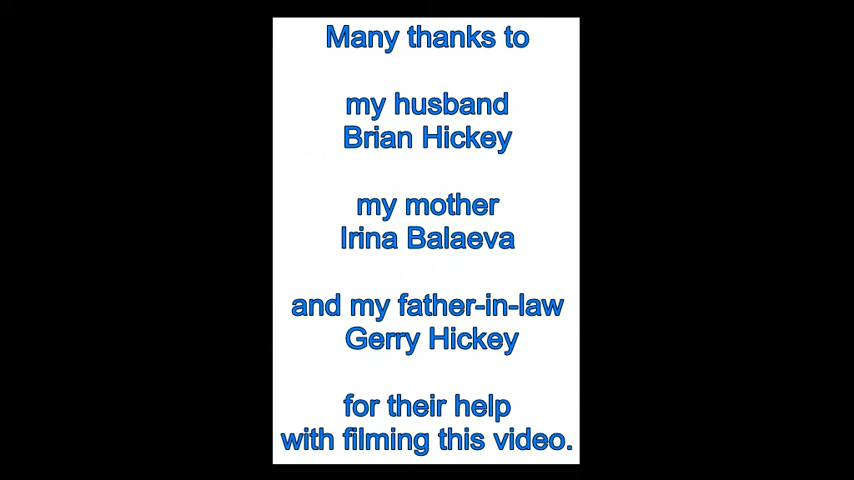 Many thanks to
my husband
Brian Hickey
my mother
Irina Balaeva
and my father-in-law
Gerry Hickey
for their help
with filming this video.